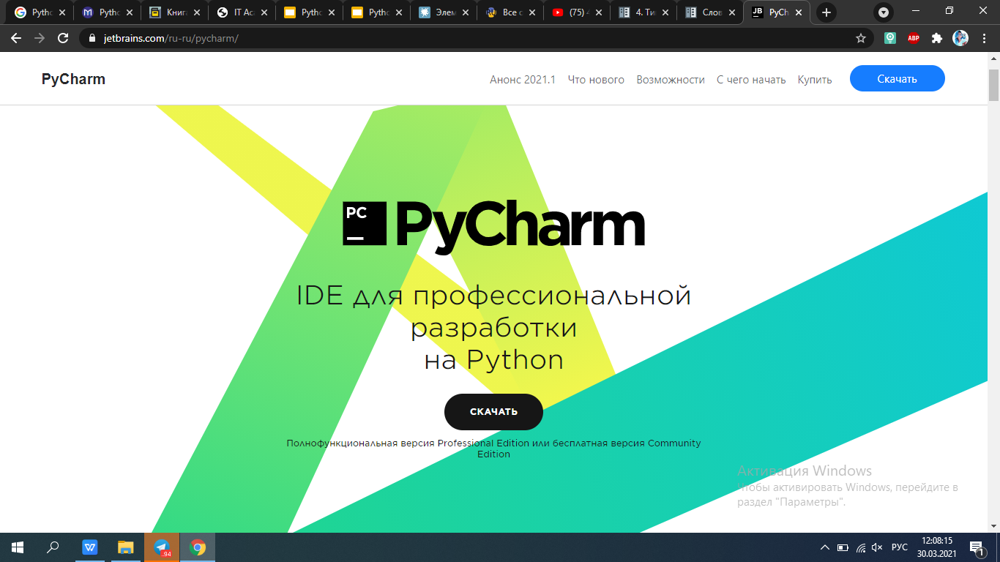 Pytho
Pytho
Книга
IT Aca
Pytho
Pytho
Элем
Все с
(75)
4. Ти
Слов
PyCh
jetbrains.com/ru-ru/pycharm/
ABP
PyCharm
Анонс 2021.1
Что нового
Возможности
С чего начать
Купить
Скачать
PC
PyCharm
IDE для профессиональной
разработки
на Python
СКАЧАТЬ
Полнофункциональная версия Professional Edition или бесплатная версия Community
Edition
Активация Windows
Чтобы активировать Windows, перейдите в
раздел "Параметры".
94
РУС
12:08:15
30.03.2021
1